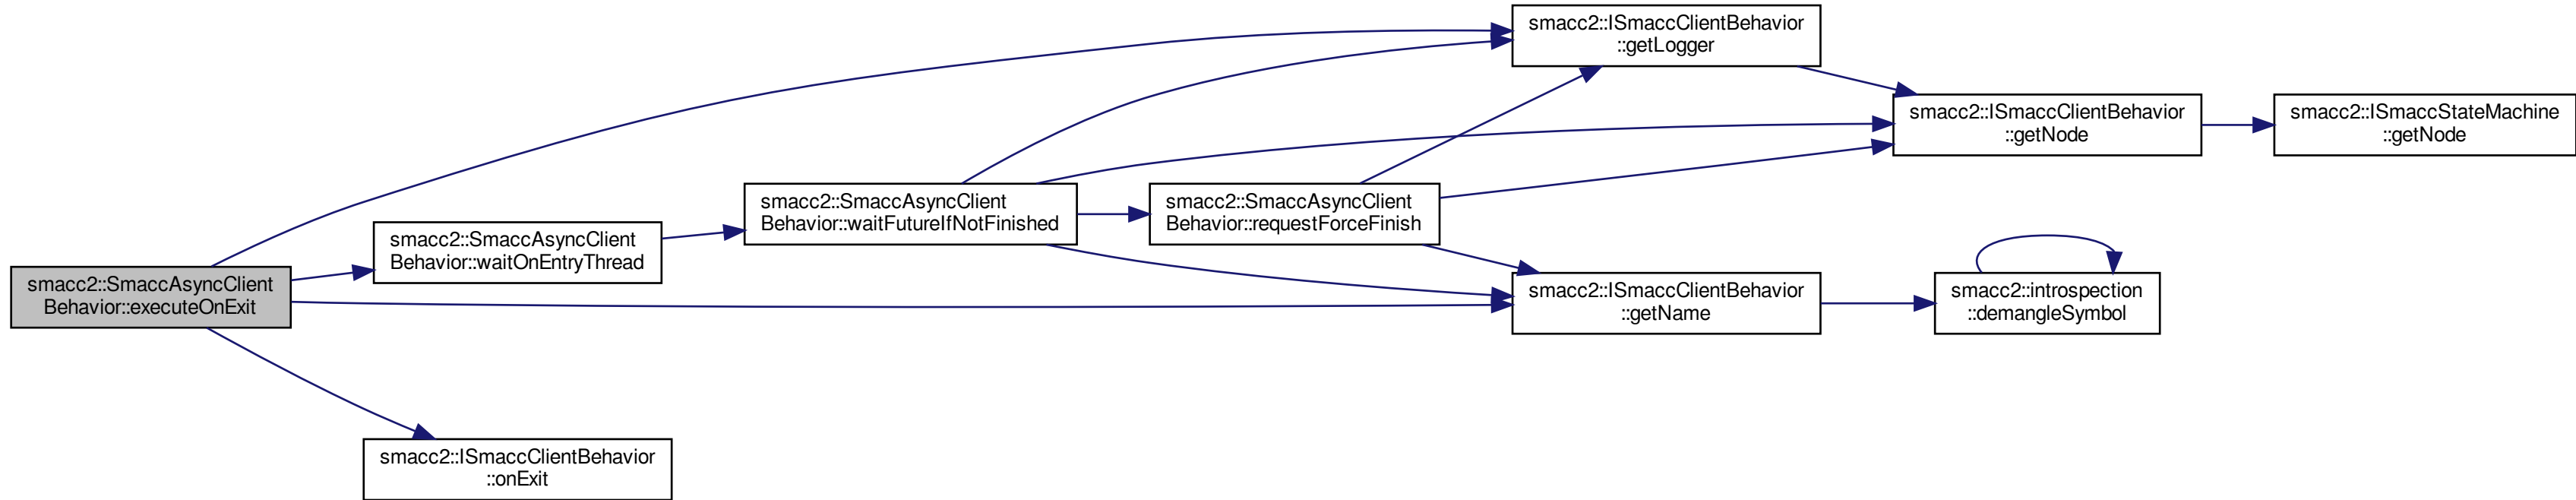 smacc2::SmaccAsyncClient
Behavior::executeOnExit
smacc2::SmaccAsyncClient
Behavior::waitOnEntryThread
smacc2::SmaccAsyncClient
Behavior::waitFutureIfNotFinished
smacc2::SmaccAsyncClient
Behavior::requestForceFinish
smacc2::ISmaccClientBehavior
::getLogger
smacc2::ISmaccClientBehavior
::getNode
smacc2::ISmaccStateMachine
::getNode
smacc2::ISmaccClientBehavior
::getName
smacc2::introspection
::demangleSymbol
smacc2::ISmaccClientBehavior
::onExit